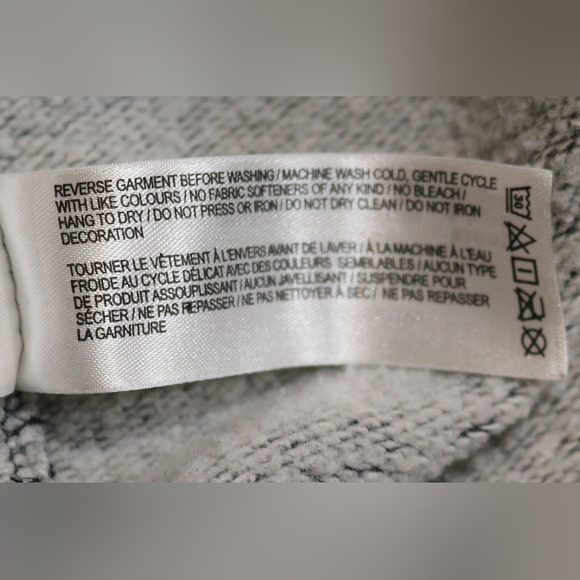 REVERSE GARMENT BEFORE WASHING / MACHINE WASH COLD, GENTLE CYCLE
WITH LIKE COLOURS / NO FABRIC SOFTENERS OF ANY KIND / NO BLEACH /
HANG TO DRY / DO NOT PRESS OR IRON / DO NOT DRY CLEAN / DO NOT IRON
DECORATION
TOURNER LE VÊTEMENT À L'ENVERS AVANT DE LAVER / À LA MACHINE À L'EAU
FROIDE AU CYCLE DÉLICAT AVEC DES COULEURS SEMBLABLES / AUCUN TYPE
DE PRODUIT ASSOUPLISSANT / AUCUN JAVELLISANT / SUSPENDRE POUR
SÉCHER / NE PAS REPASSER / NE PAS NETTOYER À SEC / NE PAS REPASSER
LA GARNITURE
30